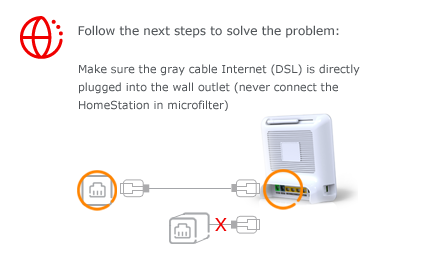 Follow the next steps to solve the problem:
Make sure the gray cable Internet (DSL) is directly
plugged into the wall outlet (never connect the
HomeStation in microfilter)
X